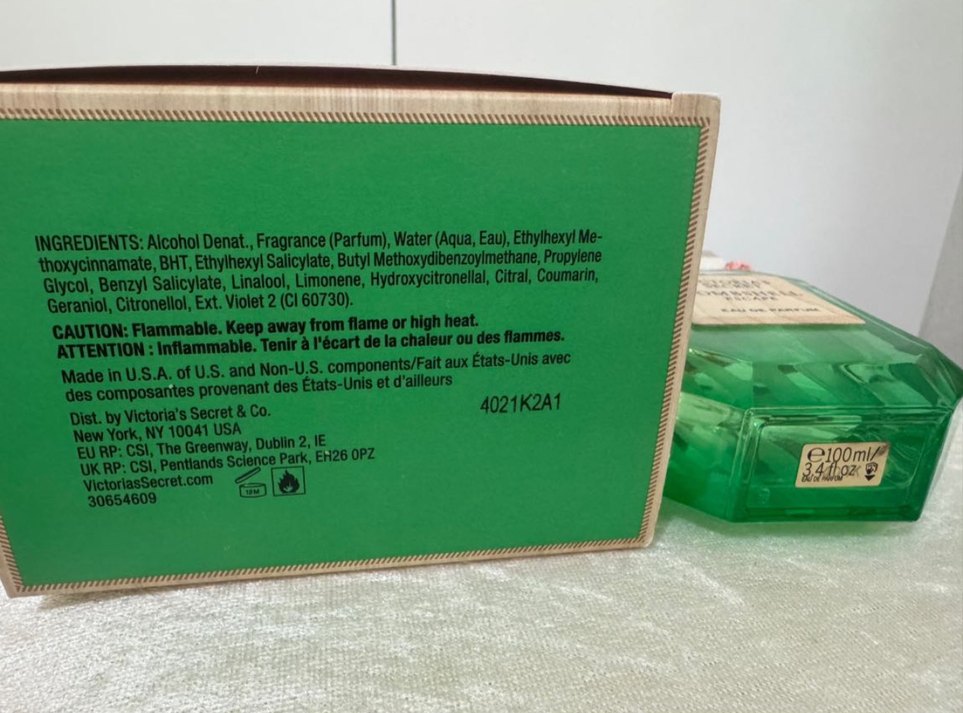 INGREDIENTS: Alcohol Denat., Fragrance (Parfum), Water (Aqua, Eau), Ethylhexyl Me-
thoxycinnamate, BHT, Ethylhexyl Salicylate, Butyl Methoxydibenzoylmethane, Propylene
Glycol, Benzyl Salicylate, Linalool, Limonene, Hydroxycitronellal, Citral, Coumarin,
Geraniol, Citronellol, Ext. Violet 2 (CI 60730).
CAUTION: Flammable. Keep away from flame or high heat.
ATTENTION : Inflammable. Tenir à l'écart de la chaleur ou des flammes.
Made in U.S.A. of U.S. and Non-U.S. components/Fait aux États-Unis avec
des composantes provenant des États-Unis et d'ailleurs
Dist. by Victoria's Secret & Co.
New York, NY 10041 USA
EU RP: CSI, The Greenway, Dublin 2, IE
UK RP: CSI, Pentlands Science Park, EH26 0PZ
VictoriasSecret.com
30654609
4021K2A1
12M
ESCAPE
EAU DE PARFUM
e100ml/
3.4 fl oz
EAU DE PARFUM